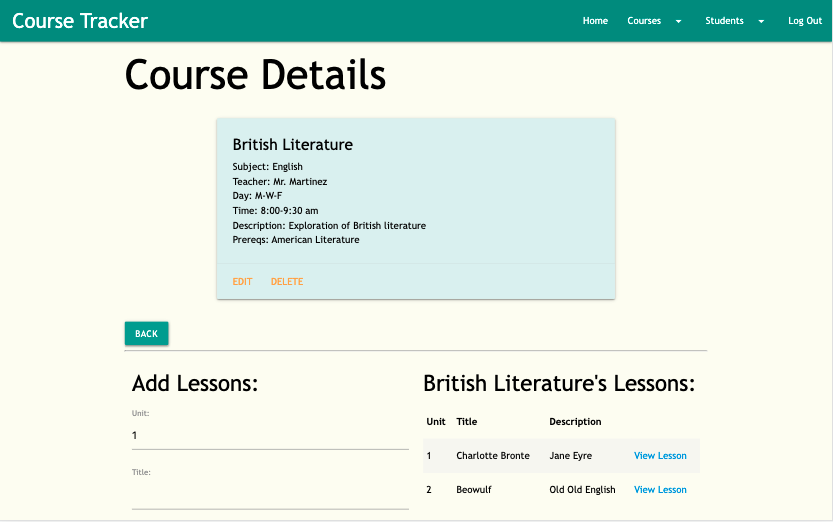 Course Tracker Home Courses Students Log Out
Course Details
British Literature
Subject: English
Teacher: Mr. Martinez
Day: M-W-F
Time: 8:00-9:30 am
Description: Exploration of British literature
Prereqs: American Literature
EDIT DELETE
BACK
Add Lessons:
Unit:
1
Title:
British Literature's Lessons:
Unit Title Description
1 Charlotte Bronte Jane Eyre View Lesson
2 Beowulf Old Old English View Lesson